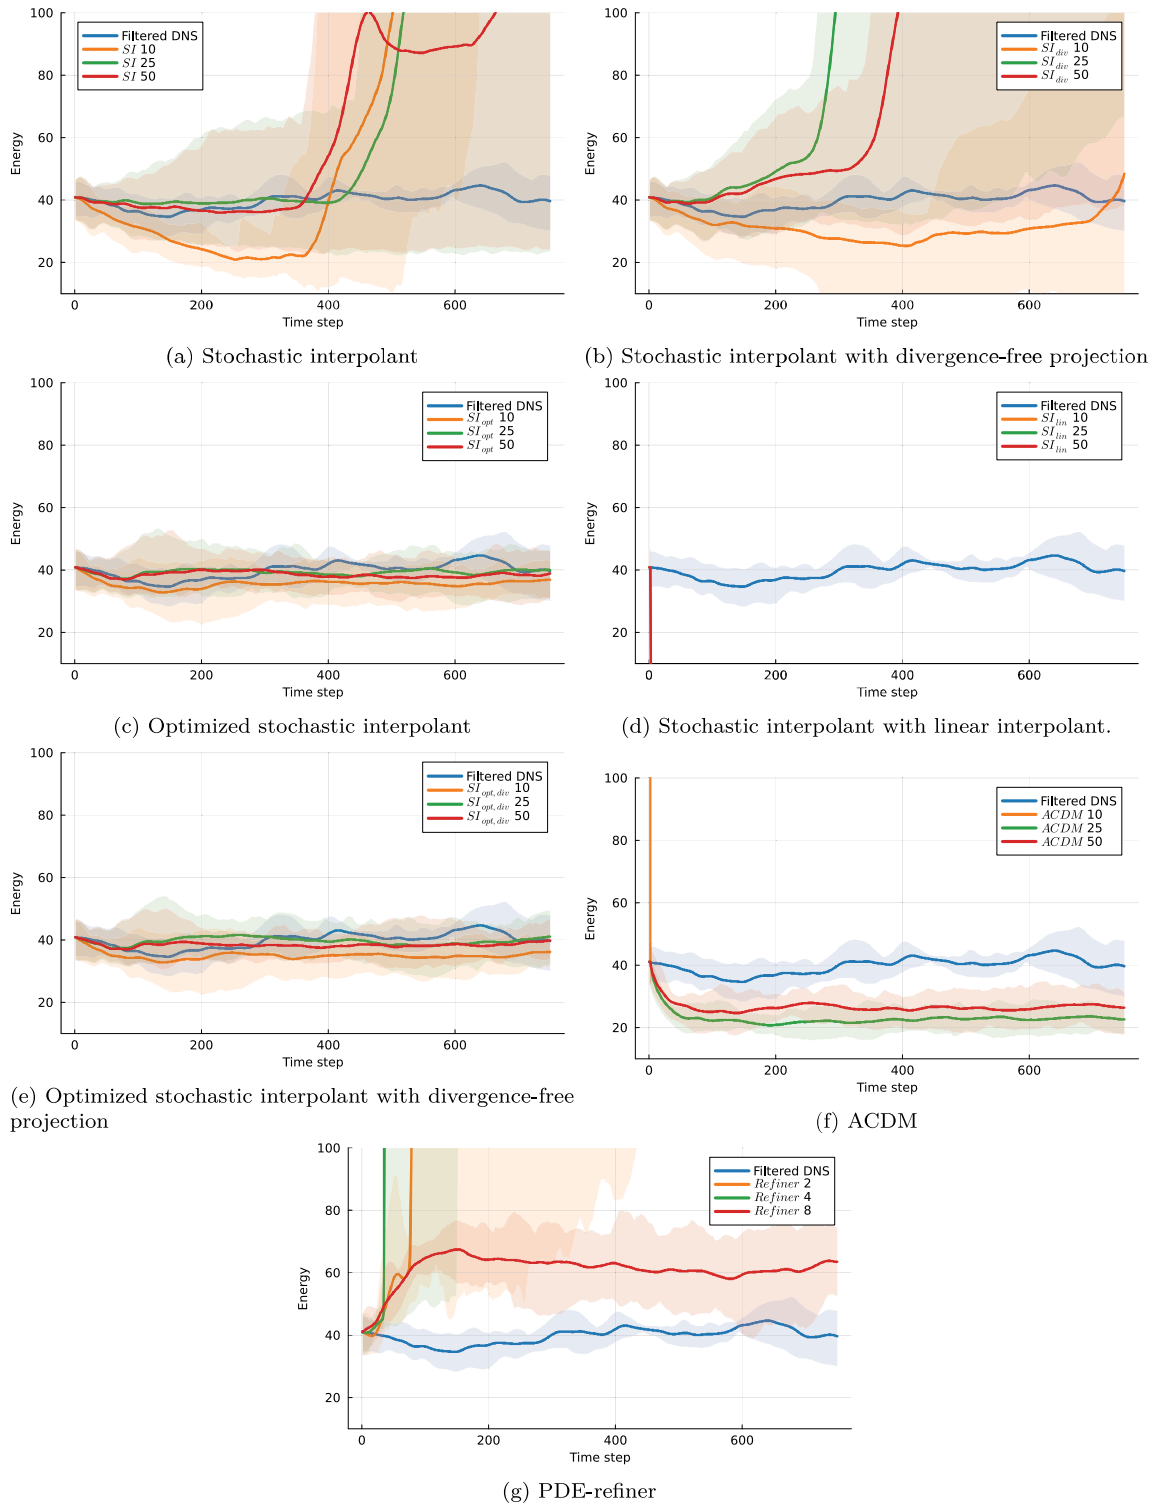 100
80
60
40
20
Energy
Filtered DNS
SI 10
SI 25
SI 50
0
200
400
600
Time step
(a) Stochastic interpolant
100
80
60
40
20
Energy
Filtered DNS
SI_div 10
SI_div 25
SI_div 50
0
200
400
600
Time step
(b) Stochastic interpolant with divergence-free projection
100
80
60
40
20
Energy
Filtered DNS
SI_opt 10
SI_opt 25
SI_opt 50
0
200
400
600
Time step
(c) Optimized stochastic interpolant
100
80
60
40
20
Energy
Filtered DNS
SI_lin 10
SI_lin 25
SI_lin 50
0
200
400
600
Time step
(d) Stochastic interpolant with linear interpolant.
100
80
60
40
20
Energy
Filtered DNS
SI_opt,div 10
SI_opt,div 25
SI_opt,div 50
0
200
400
600
Time step
(e) Optimized stochastic interpolant with divergence-free
projection
100
80
60
40
20
Energy
Filtered DNS
ACDM 10
ACDM 25
ACDM 50
0
200
400
600
Time step
(f) ACDM
100
80
60
40
20
Energy
Filtered DNS
Refiner 2
Refiner 4
Refiner 8
0
200
400
600
Time step
(g) PDE-refiner